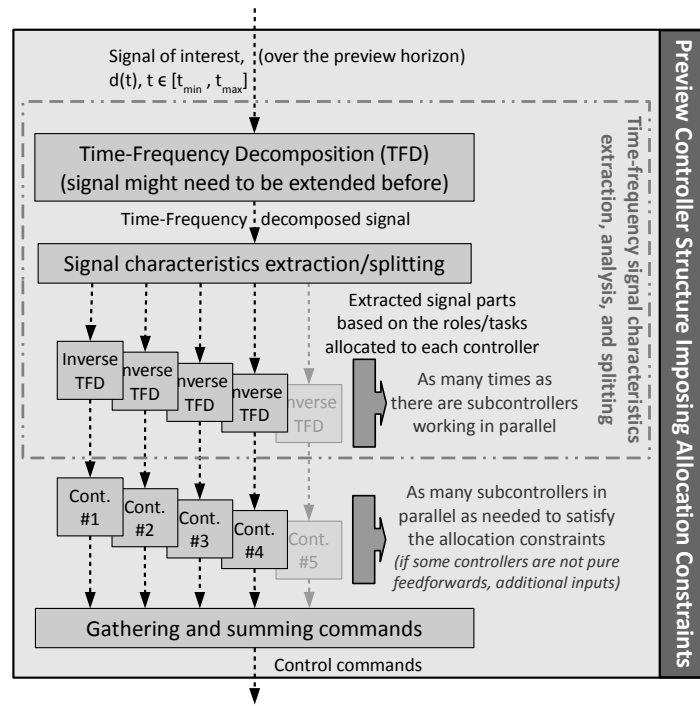 Signal of interest, (over the preview horizon)
d(t), t ϵ [t_min , t_max]
Time-Frequency Decomposition (TFD)
(signal might need to be extended before)
Time-Frequency decomposed signal
Signal characteristics extraction/splitting
Extracted signal parts
based on the roles/tasks
allocated to each controller
Inverse
TFD
nverse
TFD
nverse
TFD
nverse
TFD
nverse
TFD
As many times as
there are subcontrollers
working in parallel
Time-frequency signal characteristics
extraction, analysis, and splitting
Cont.
#1
Cont.
#2
Cont.
#3
Cont.
#4
Cont.
#5
As many subcontrollers in
parallel as needed to satisfy
the allocation constraints
(if some controllers are not pure
feedforwards, additional inputs)
Gathering and summing commands
Control commands
Preview Controller Structure Imposing Allocation Constraints